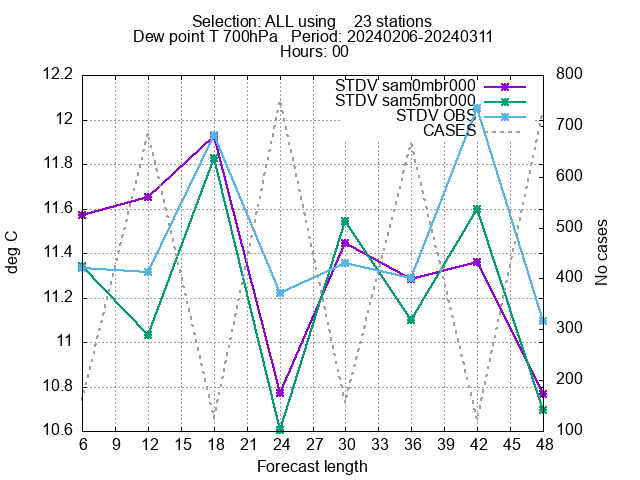 Selection: ALL using    23 stations
Dew point T 700hPa   Period: 20240206-20240311
Hours: 00
STDV sam0mbr000
STDV sam5mbr000
STDV OBS
CASES
deg C
12.2
12
11.8
11.6
11.4
11.2
11
10.8
10.6
800
700
600
500
400
300
200
100
No cases
6 9 12 15 18 21 24 27 30 33 36 39 42 45 48
Forecast length